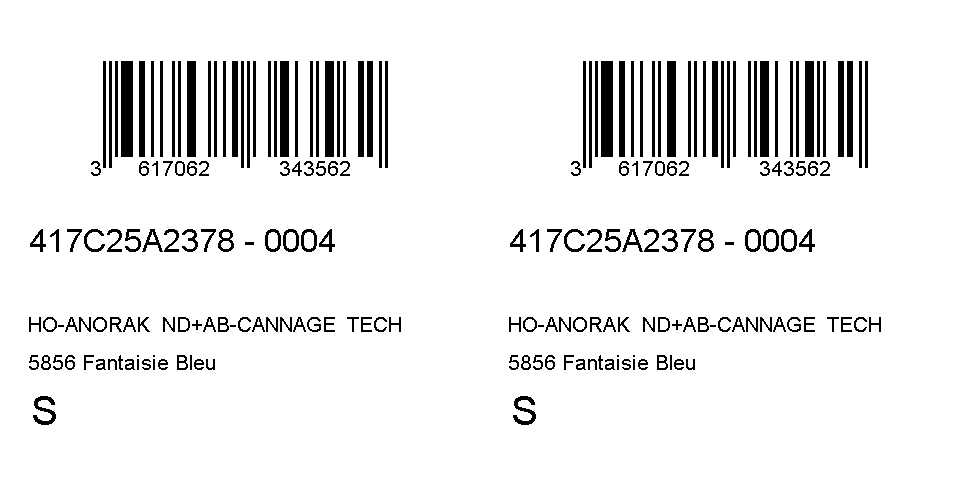 3 617062 343562
417C25A2378 - 0004
HO-ANORAK ND+AB-CANNAGE TECH
5856 Fantaisie Bleu
S
3 617062 343562
417C25A2378 - 0004
HO-ANORAK ND+AB-CANNAGE TECH
5856 Fantaisie Bleu
S